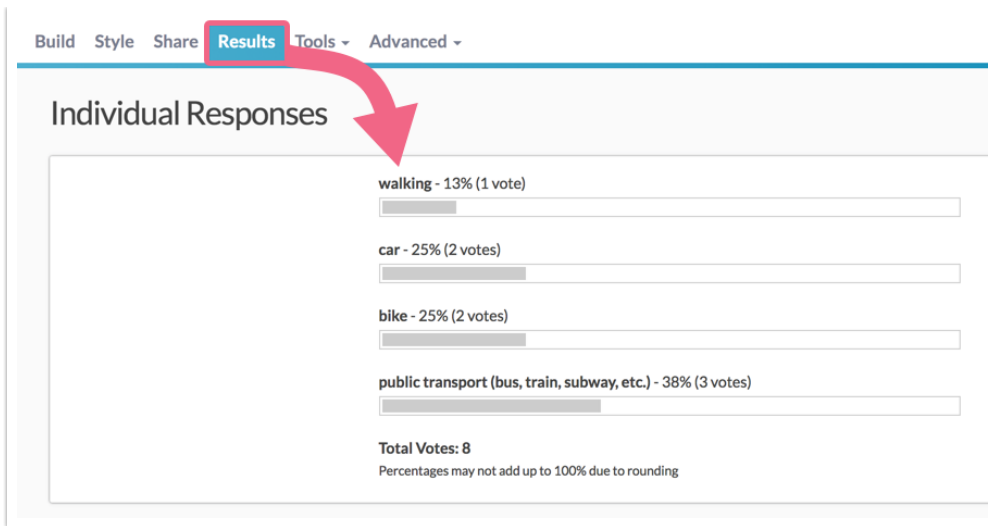 Build Style Share Results Tools Advanced
Individual Responses
walking - 13% (1 vote)
car - 25% (2 votes)
bike - 25% (2 votes)
public transport (bus, train, subway, etc.) - 38% (3 votes)
Total Votes: 8
Percentages may not add up to 100% due to rounding